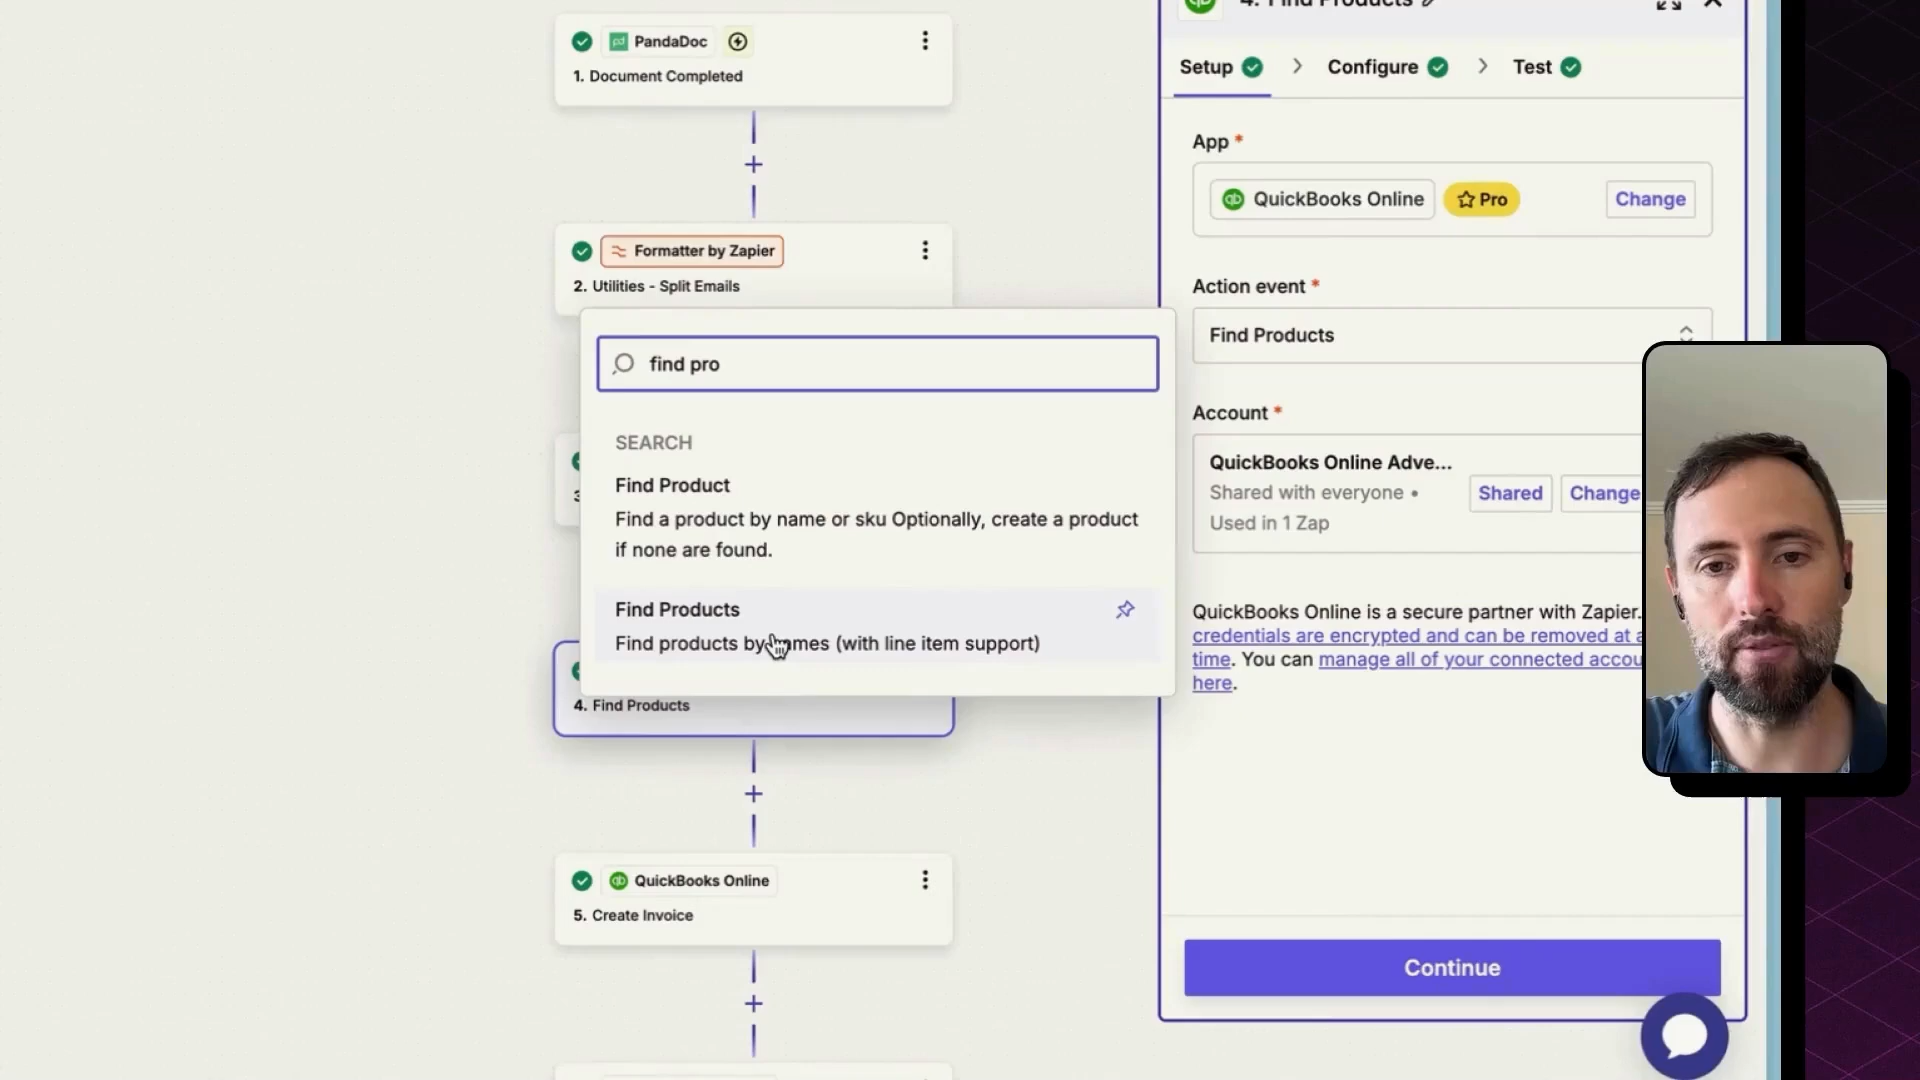 PandaDoc
1. Document Completed
Formatter by Zapier
2. Utilities - Split Emails
find pro
SEARCH
Find Product
Find a product by name or sku Optionally, create a product
if none are found.
Find Products
Find products by names (with line item support)
4. Find Products
QuickBooks Online
5. Create Invoice
4. Find Products
Setup
Configure
Test
App *
QuickBooks Online
Pro
Change
Action event *
Find Products
Account *
QuickBooks Online Adve...
Shared with everyone •
Used in 1 Zap
Shared
Change
QuickBooks Online is a secure partner with Zapier.
credentials are encrypted and can be removed at
time. You can manage all of your connected
here.
Continue